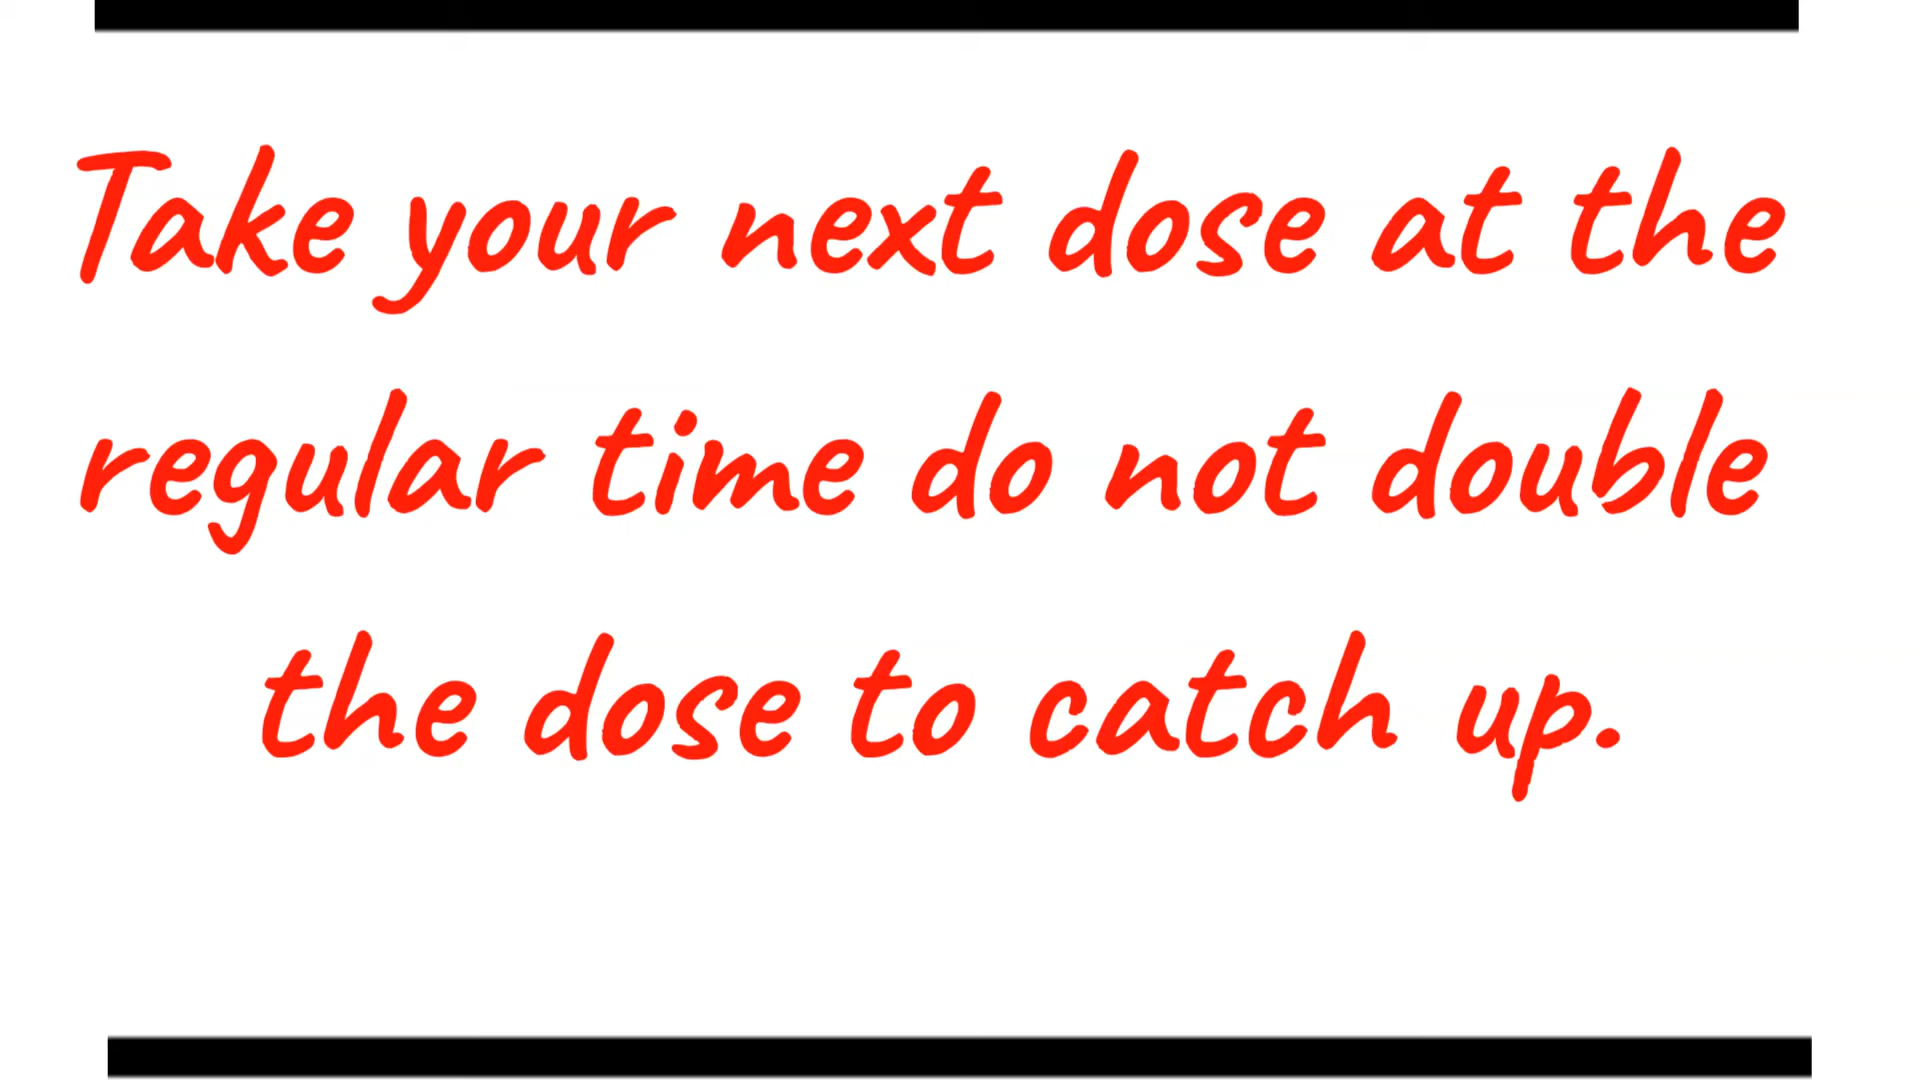 Take your next dose at the
regular time do not double
the dose to catch up.